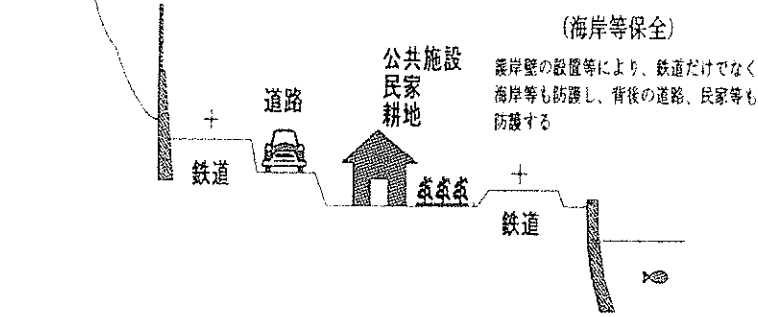 (海岸等保全)
護岸壁の設置等により、鉄道だけでなく
海岸等も防護し、背後の道路、民家等も
防護する
公共施設
民家
耕地
道路
鉄道
鉄道